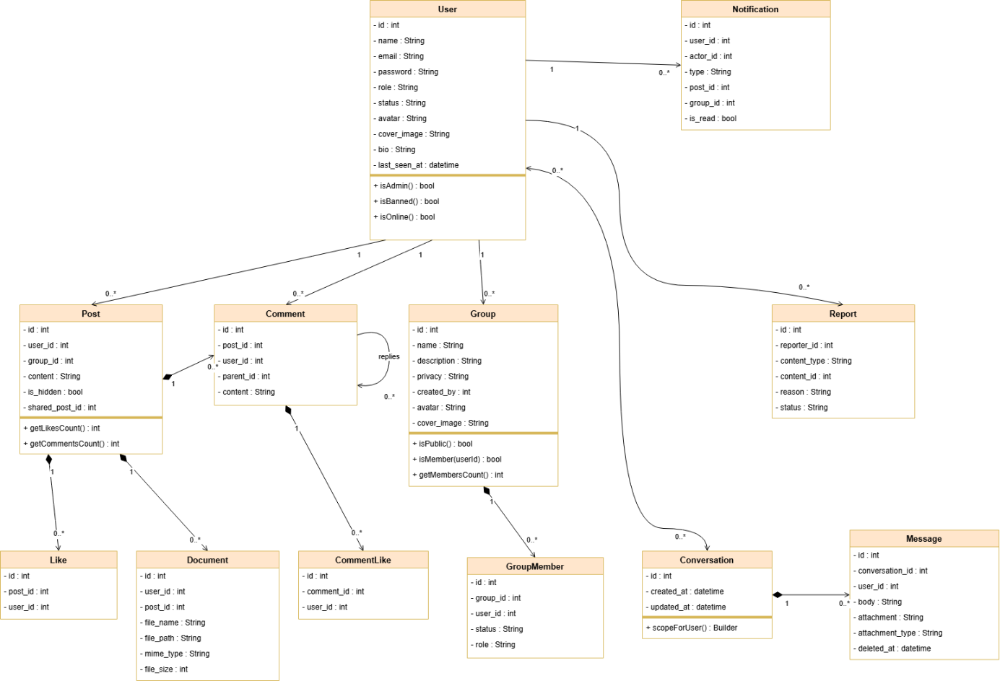 User
- id : int
- name : String
- email : String
- password : String
- role : String
- status : String
- avatar : String
- cover_image : String
- bio : String
- last_seen_at : datetime
+ isAdmin() : bool
+ isBanned() : bool
+ isOnline() : bool
Notification
- id : int
- user_id : int
- actor_id : int
- type : String
- post_id : int
- group_id : int
- is_read : bool
1
0..*
1
0..*
0..*
0..*
1
0..*
1
0..*
1
0..*
Post
- id : int
- user_id : int
- group_id : int
- content : String
- is_hidden : bool
- shared_post_id : int
+ getLikesCount() : int
+ getCommentsCount() : int
1
0..*
Comment
- id : int
- post_id : int
- user_id : int
- parent_id : int
- content : String
replies
0..*
Group
- id : int
- name : String
- description : String
- privacy : String
- created_by : int
- avatar : String
- cover_image : String
+ isPublic() : bool
+ isMember(userId) : bool
+ getMembersCount() : int
Report
- id : int
- reporter_id : int
- content_type : String
- content_id : int
- reason : String
- status : String
1
0..*
1
0..*
1
0..*
1
0..*
Like
- id : int
- post_id : int
- user_id : int
Document
- id : int
- user_id : int
- post_id : int
- file_name : String
- file_path : String
- mime_type : String
- file_size : int
CommentLike
- id : int
- comment_id : int
- user_id : int
GroupMember
- id : int
- group_id : int
- user_id : int
- status : String
- role : String
Conversation
- id : int
- created_at : datetime
- updated_at : datetime
+ scopeForUser() : Builder
1
0..*
Message
- id : int
- conversation_id : int
- user_id : int
- body : String
- attachment : String
- attachment_type : String
- deleted_at : datetime